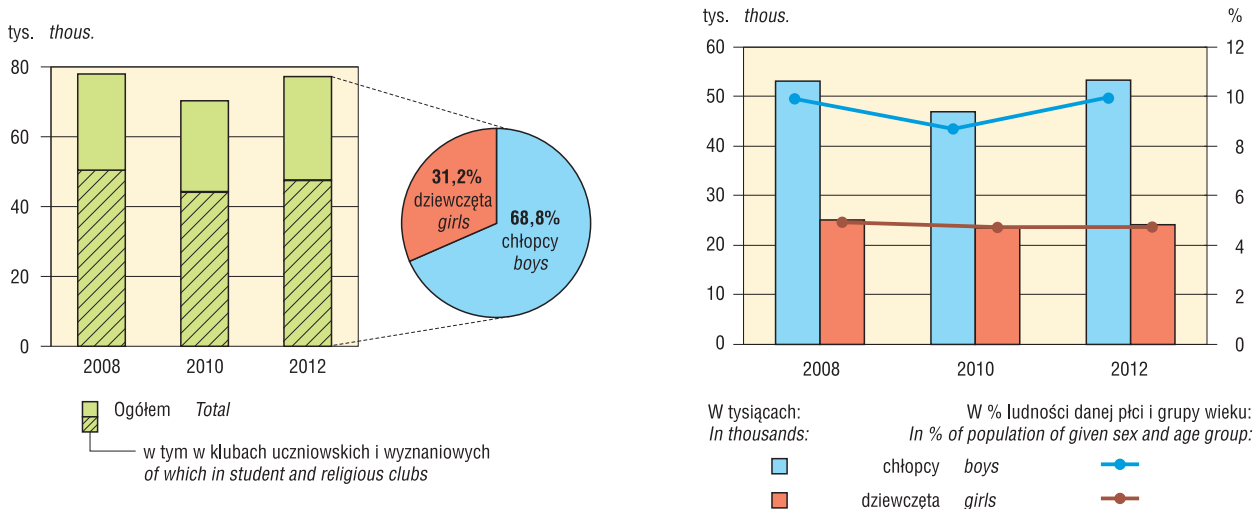 tys. thous.
80
60
40
20
0
2008 2010 2012
31,2%
dziewczęta
girls
68,8%
chłopcy
boys
Ogółem Total
w tym w klubach uczniowskich i wyznaniowych
of which in student and religious clubs
tys. thous. %
60 12
50 10
40 8
30 6
20 4
10 2
0 0
2008 2010 2012
W tysiącach: W % ludności danej płci i grupy wieku:
In thousands: In % of population of given sex and age group:
chłopcy boys
dziewczęta girls